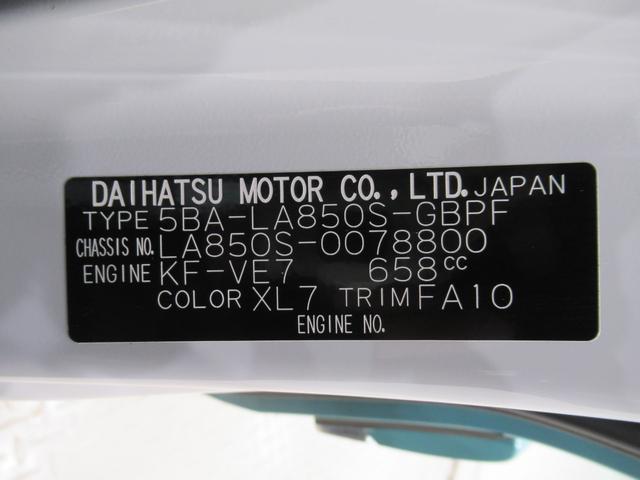 DAIHATSU MOTOR CO., LTD. JAPAN
TYPE 5BA-LA850S-GBPF
CHASSIS NO. LA850S-0078800
ENGINE KF-VE7 658CC
COLOR XL7 TRIM FA10
ENGINE NO.